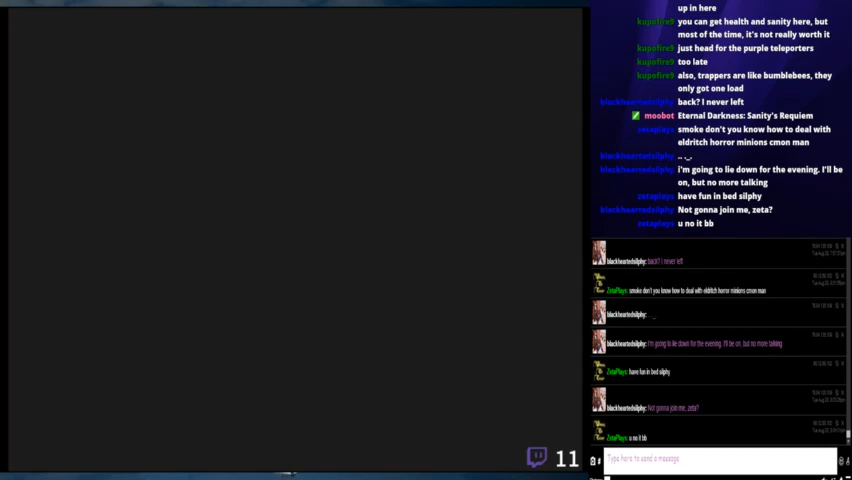 up in here
kupofire9 you can get health and sanity here, but
most of the time, it's not really worth it
kupofire9 just head for the purple teleporters
kupofire9 too late
kupofire9 also, trappers are like bumblebees, they
only got one load
blackheartedsilphy back? I never left
moobot Eternal Darkness: Sanity's Requiem
zetaplays smoke don't you know how to deal with
eldritch horror minions cmon man
blackheartedsilphy .. ._.
blackheartedsilphy i'm going to lie down for the evening. I'll be
on, but no more talking
zetaplays have fun in bed silphy
blackheartedsilphy Not gonna join me, zeta?
zetaplays u no it bb
blackheartedsilphy: back? I never left
ZetaPlays: smoke don't you know how to deal with eldritch horror minions cmon man
blackheartedsilphy:
blackheartedsilphy: I'm going to lie down for the evening. I'll be on, but no more talking
ZetaPlays: have fun in bed silphy
blackheartedsilphy: Not gonna join me, zeta?
ZetaPlays: u no it bb
11
Type here to send a message